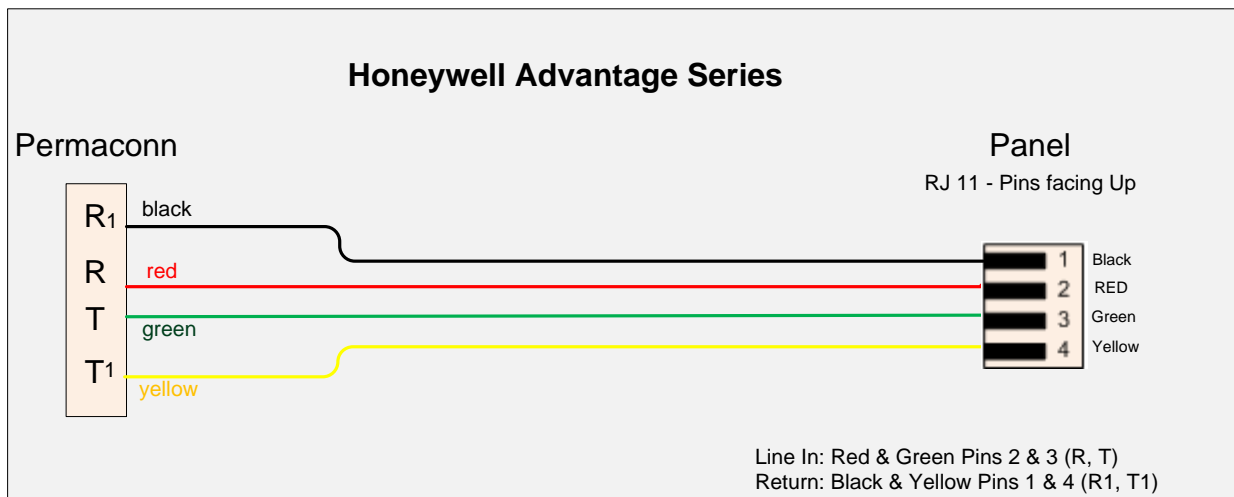 Honeywell Advantage Series
Permaconn
Panel
RJ 11 - Pins facing Up
R1
black
R
red
T
green
T1
yellow
1 Black
2 RED
3 Green
4 Yellow
Line In: Red & Green Pins 2 & 3 (R, T)
Return: Black & Yellow Pins 1 & 4 (R1, T1)